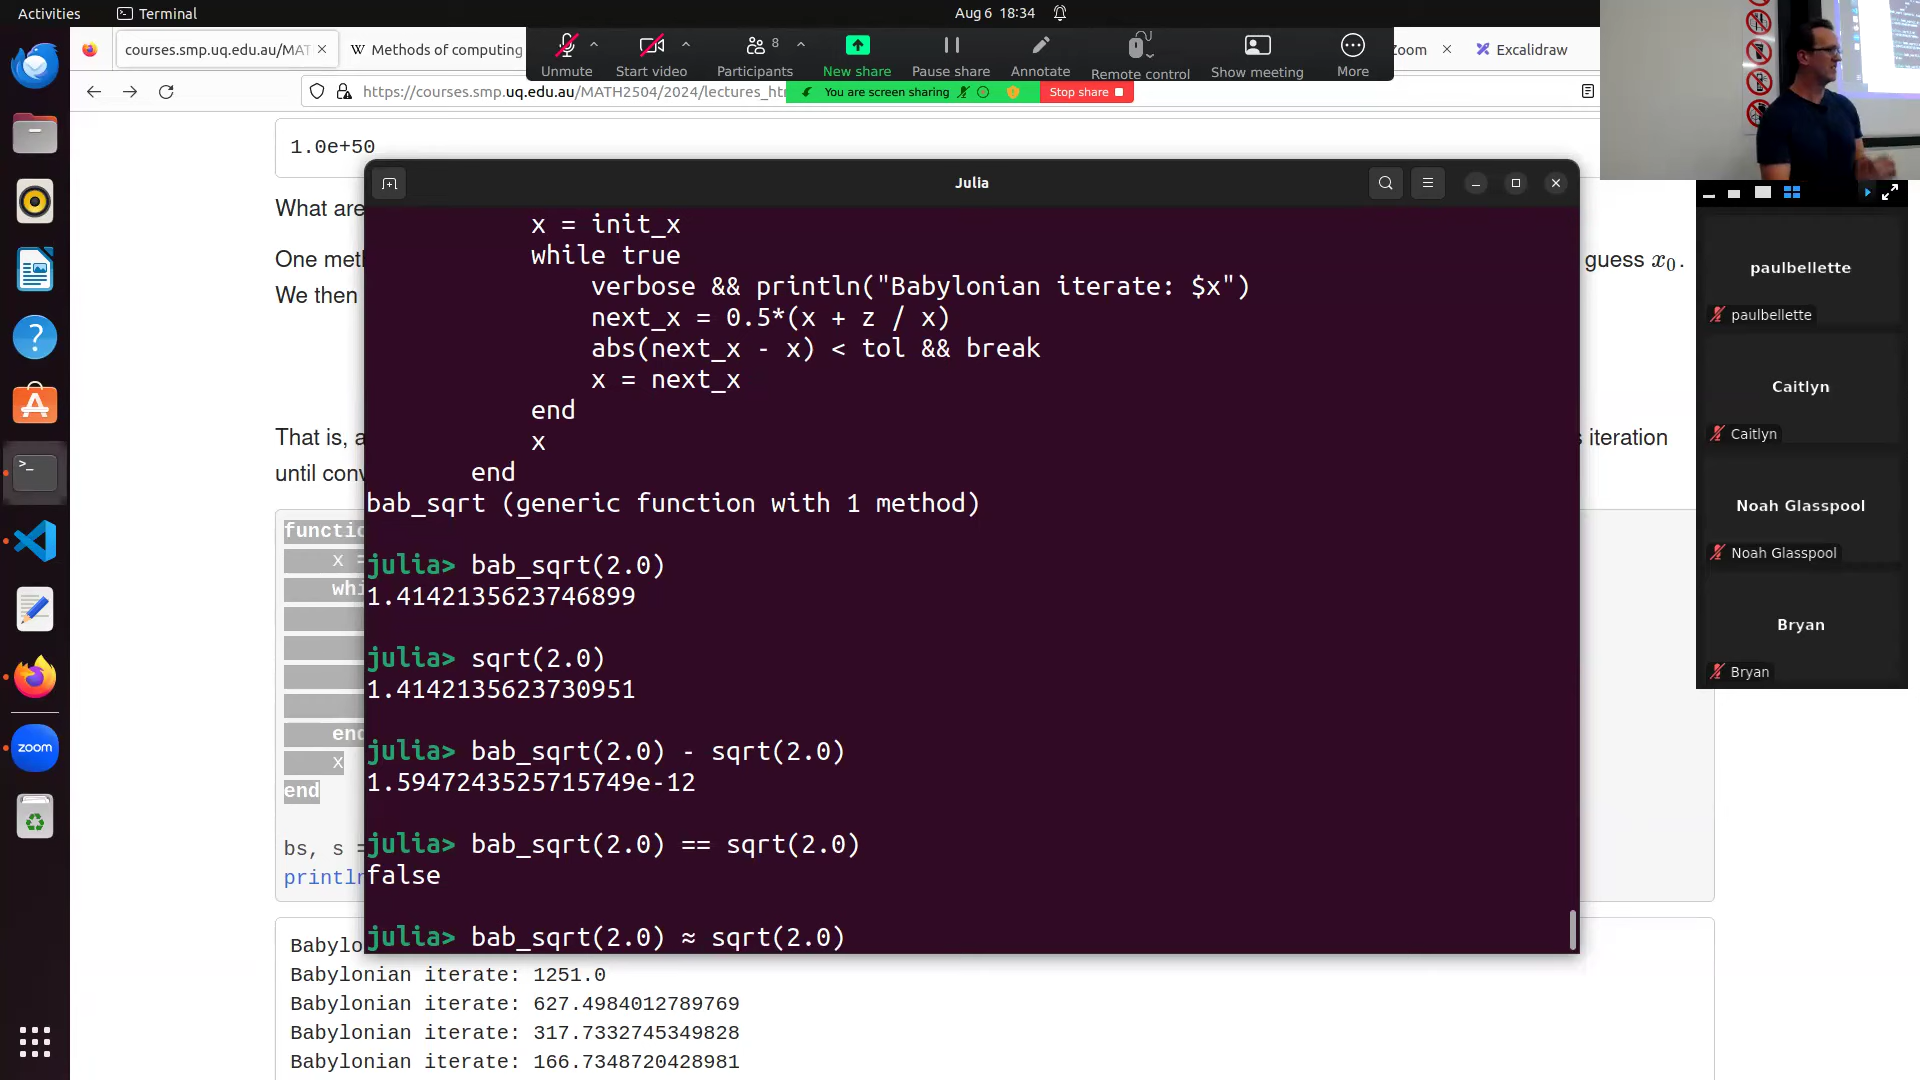 Activities
Terminal
Aug 6 18:34
courses.smp.uq.edu.au/MAT
Methods of computing
Unmute
Start video
8
Participants
New share
Pause share
Annotate
Remote control
Show meeting
More
Zoom
Excalidraw
https://courses.smp.uq.edu.au/MATH2504/2024/lectures_ht
You are screen sharing
Stop share
1.0e+50
What are
One met
guess x₀.
We then
That is, a
s iteration
until conv
functio
x =
whi
end
x
end
bs, s =
println
Babylo
Babylonian iterate: 1251.0
Babylonian iterate: 627.4984012789769
Babylonian iterate: 317.7332745349828
Babylonian iterate: 166.7348720428981
Julia
x = init_x
while true
verbose && println("Babylonian iterate: $x")
next_x = 0.5*(x + z / x)
abs(next_x - x) < tol && break
x = next_x
end
x
end
bab_sqrt (generic function with 1 method)
julia> bab_sqrt(2.0)
1.4142135623746899
julia> sqrt(2.0)
1.4142135623730951
julia> bab_sqrt(2.0) - sqrt(2.0)
1.5947243525715749e-12
julia> bab_sqrt(2.0) == sqrt(2.0)
false
julia> bab_sqrt(2.0) ≈ sqrt(2.0)
paulbellette
paulbellette
Caitlyn
Caitlyn
Noah Glasspool
Noah Glasspool
Bryan
Bryan
zoom